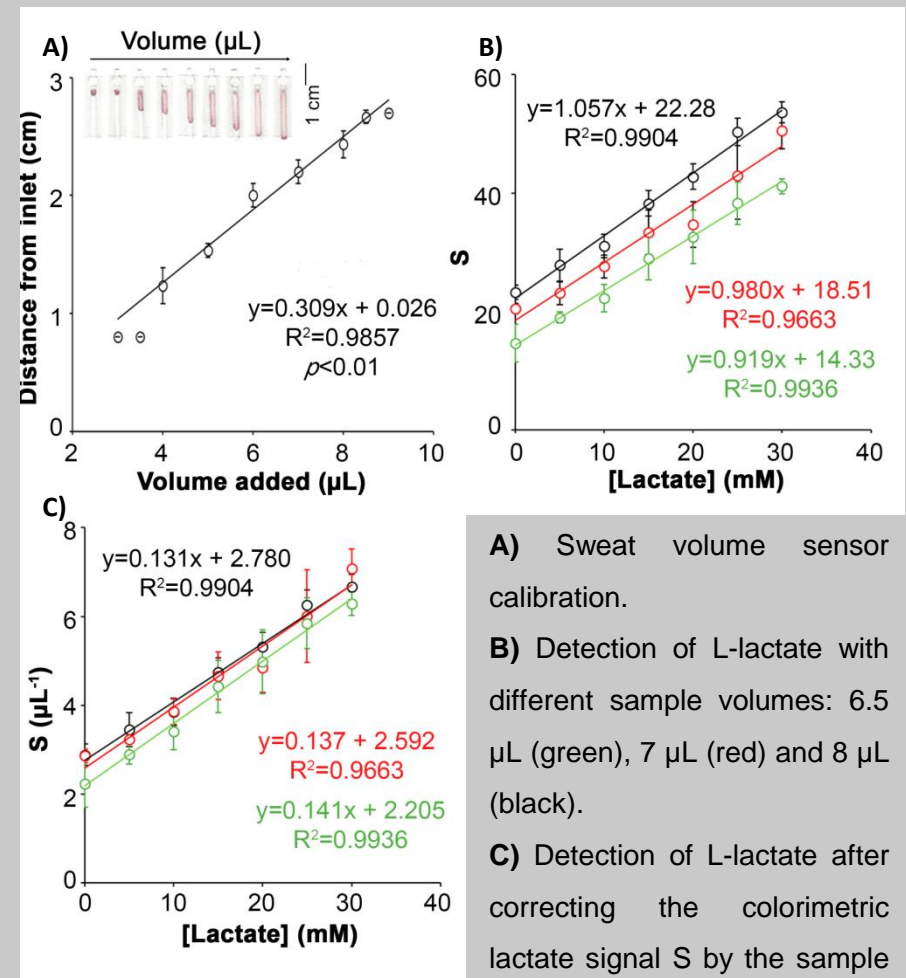 A)
Volume (µL)
1 cm
3
2
1
0
Distance from inlet (cm)
y=0.309x + 0.026
R²=0.9857
p<0.01
2 4 6 8 10
Volume added (µL)
B)
60
40
20
0
S
y=1.057x + 22.28
R²=0.9904
y=0.980x + 18.51
R²=0.9663
y=0.919x + 14.33
R²=0.9936
0 10 20 30 40
[Lactate] (mM)
C)
8
6
4
2
0
S (µL⁻¹)
y=0.131x + 2.780
R²=0.9904
y=0.137 + 2.592
R²=0.9663
y=0.141x + 2.205
R²=0.9936
0 10 20 30 40
[Lactate] (mM)
A) Sweat volume sensor
calibration.
B) Detection of L-lactate with
different sample volumes: 6.5
µL (green), 7 µL (red) and 8 µL
(black).
C) Detection of L-lactate after
correcting the colorimetric
lactate signal S by the sample